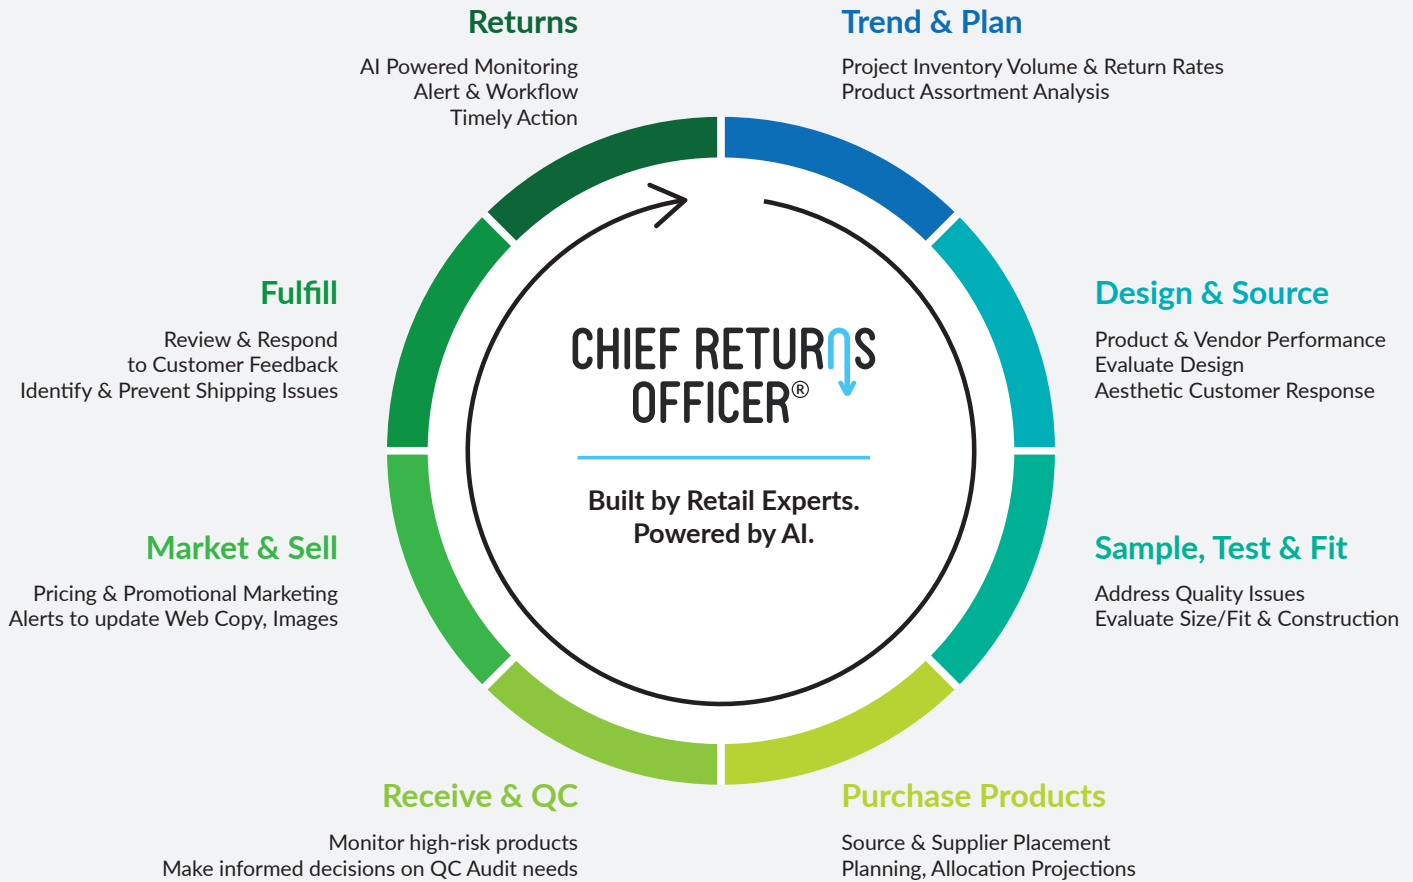 Returns
AI Powered Monitoring
Alert & Workflow
Timely Action
Trend & Plan
Project Inventory Volume & Return Rates
Product Assortment Analysis
Fulfill
Review & Respond
to Customer Feedback
Identify & Prevent Shipping Issues
CHIEF RETURNS
OFFICER®
Built by Retail Experts.
Powered by AI.
Design & Source
Product & Vendor Performance
Evaluate Design
Aesthetic Customer Response
Market & Sell
Pricing & Promotional Marketing
Alerts to update Web Copy, Images
Sample, Test & Fit
Address Quality Issues
Evaluate Size/Fit & Construction
Receive & QC
Monitor high-risk products
Make informed decisions on QC Audit needs
Purchase Products
Source & Supplier Placement
Planning, Allocation Projections